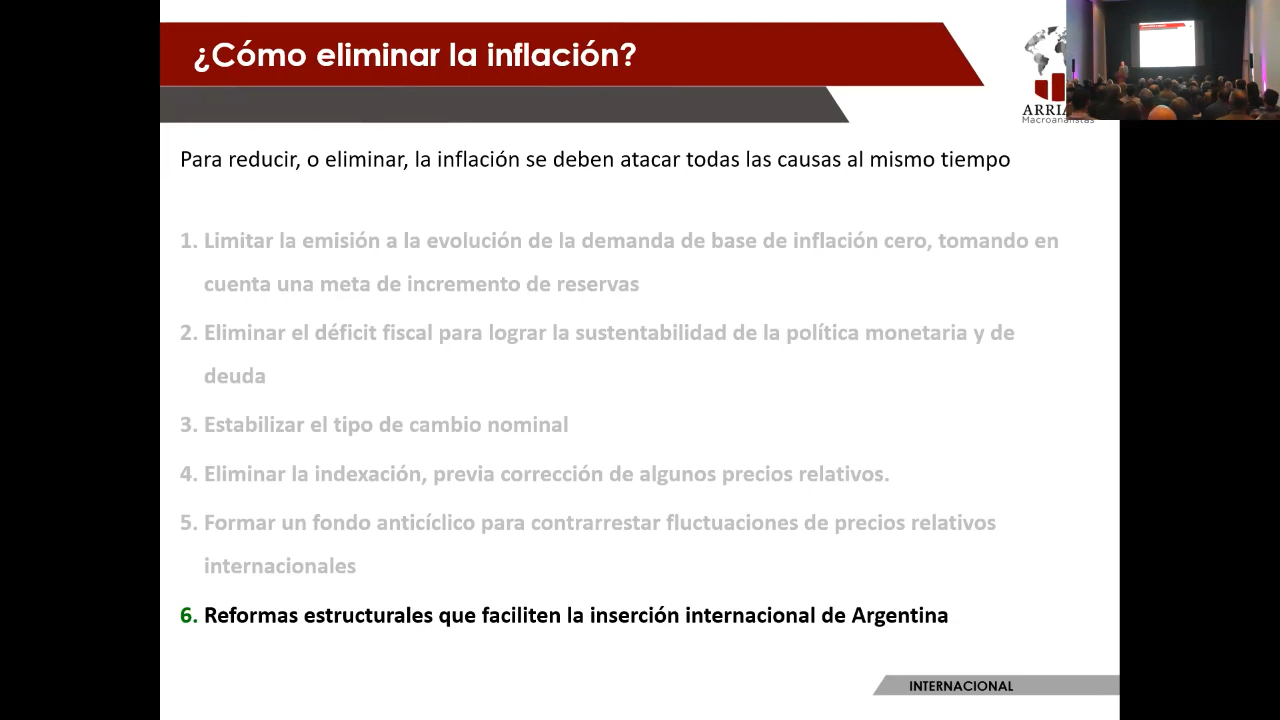 ¿Cómo eliminar la inflación?
ARRIA
Macroanalistas
Para reducir, o eliminar, la inflación se deben atacar todas las causas al mismo tiempo
1. Limitar la emisión a la evolución de la demanda de base de inflación cero, tomando en
cuenta una meta de incremento de reservas
2. Eliminar el déficit fiscal para lograr la sustentabilidad de la política monetaria y de
deuda
3. Estabilizar el tipo de cambio nominal
4. Eliminar la indexación, previa corrección de algunos precios relativos.
5. Formar un fondo anticíclico para contrarrestar fluctuaciones de precios relativos
internacionales
6. Reformas estructurales que faciliten la inserción internacional de Argentina
INTERNACIONAL